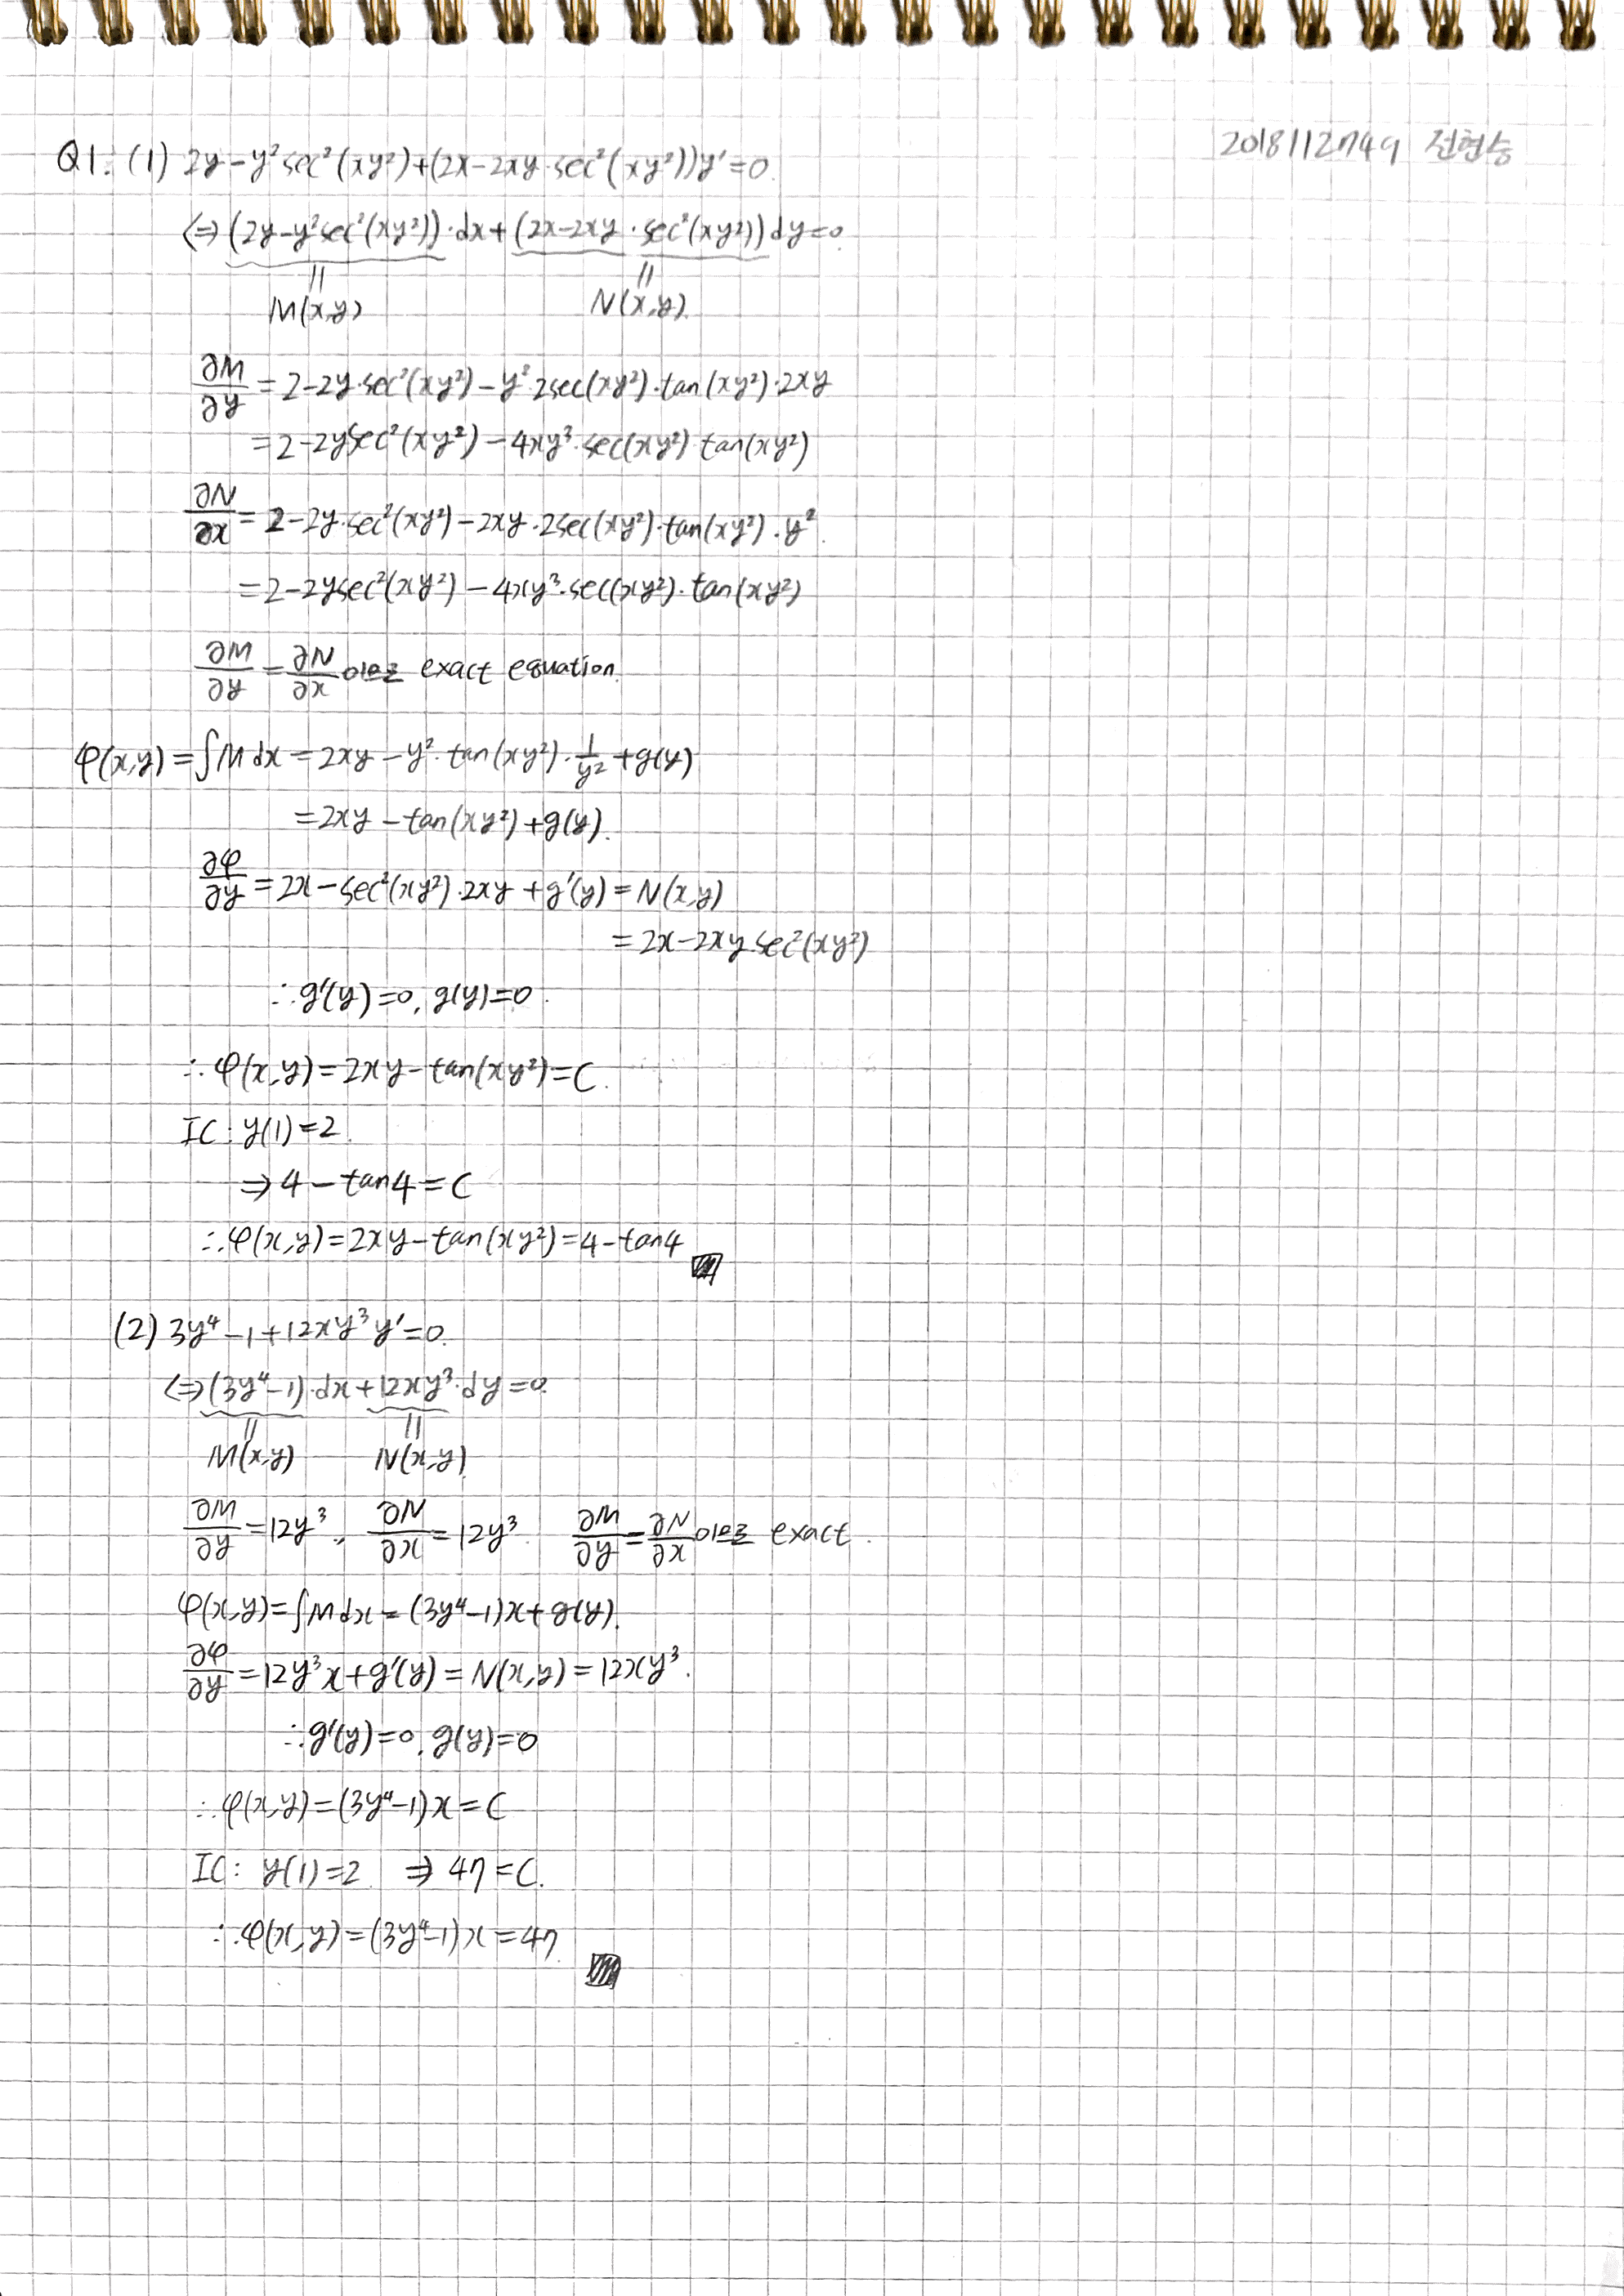 2018112749 전현승
Q1. (1) 2y-y²sec²(xy²)+(2x-2xy·sec²(xy²))y'=0.
⇔ (2y-y²sec²(xy²))·dx+(2x-2xy·sec²(xy²))dy=0.
= =
M(x,y) N(x,y).
∂M/∂y = 2-2y·sec²(xy²)-y²·2sec(xy²)·tan(xy²)·2xy
=2-2ysec²(xy²)-4xy³·sec(xy²)·tan(xy²)
∂N/∂x = 2-2y·sec²(xy²)-2xy·2sec(xy²)·tan(xy²)·y².
=2-2ysec²(xy²)-4xy³·sec(xy²)·tan(xy²)
∂M/∂y = ∂N/∂x 이므로 exact equation.
φ(x,y)=∫M dx = 2xy-y²·tan(xy²)·1/y²+g(y)
=2xy-tan(xy²)+g(y).
∂φ/∂y = 2x-sec²(xy²)·2xy+g'(y)=N(x,y)
=2x-2xy sec²(xy²)
∴ g'(y)=0, g(y)=0.
∴ φ(x,y)=2xy-tan(xy²)=C.
IC: y(1)=2.
⇒ 4-tan4=C
∴ φ(x,y)=2xy-tan(xy²)=4-tan4
(2) 3y⁴-1+12xy³y'=0.
⇔ (3y⁴-1)·dx+12xy³·dy=0.
= =
M(x,y) N(x,y)
∂M/∂y = 12y³, ∂N/∂x = 12y³. ∂M/∂y = ∂N/∂x 이므로 exact.
φ(x,y)=∫M dx = (3y⁴-1)x+g(y).
∂φ/∂y = 12y³x+g'(y)=N(x,y)=12xy³.
∴ g'(y)=0, g(y)=0
∴ φ(x,y)=(3y⁴-1)x=C
IC: y(1)=2. ⇒ 47=C.
∴ φ(x,y)=(3y⁴-1)x=47.